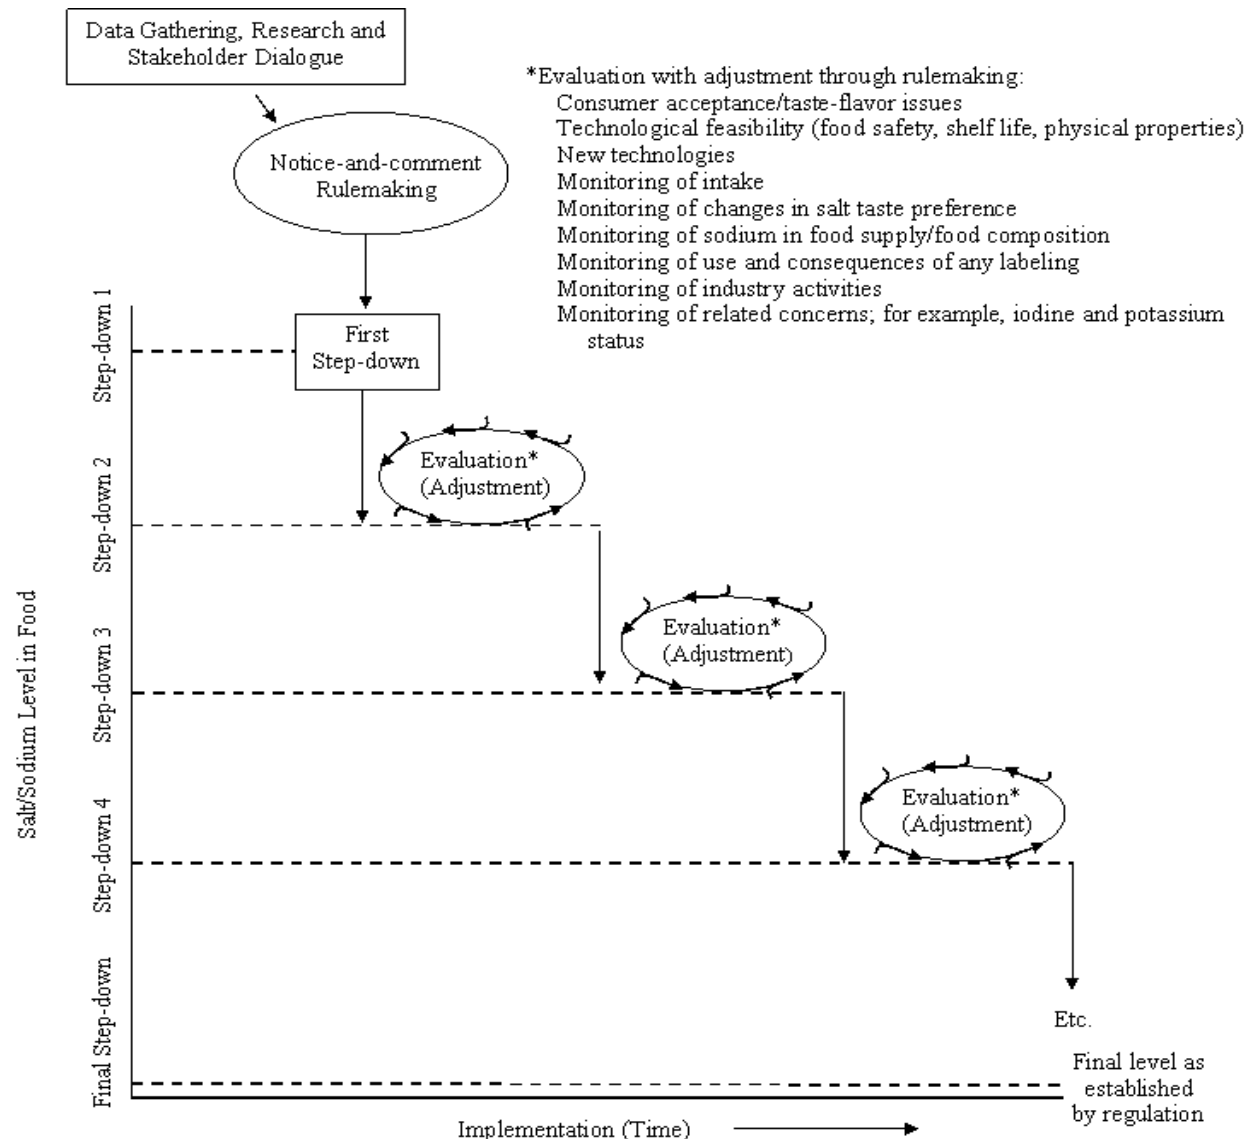 Data Gathering, Research and
Stakeholder Dialogue
*Evaluation with adjustment through rulemaking:
Consumer acceptance/taste-flavor issues
Technological feasibility (food safety, shelf life, physical properties)
New technologies
Monitoring of intake
Monitoring of changes in salt taste preference
Monitoring of sodium in food supply/food composition
Monitoring of use and consequences of any labeling
Monitoring of industry activities
Monitoring of related concerns; for example, iodine and potassium
status
Notice-and-comment
Rulemaking
Salt/Sodium Level in Food
Step-down 1
First
Step-down
Step-down 2
Evaluation*
(Adjustment)
Step-down 3
Evaluation*
(Adjustment)
Step-down 4
Evaluation*
(Adjustment)
Final Step-down
Etc.
Final level as
established
by regulation
Implementation (Time)